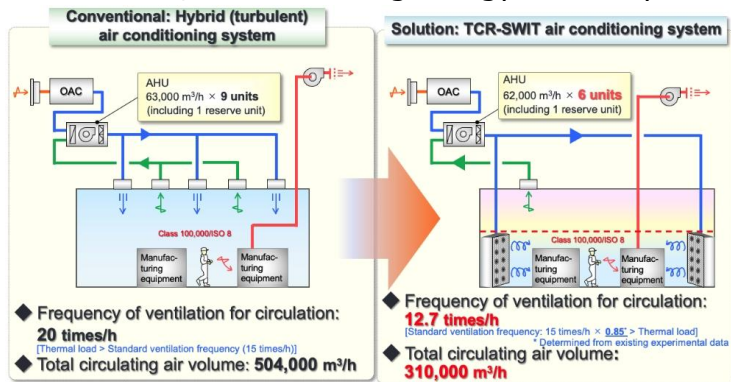 Conventional: Hybrid (turbulent)
air conditioning system
OAC
AHU
63,000 m³/h × 9 units
(including 1 reserve unit)
Class 100,000/ISO 8
Manufac-
turing
equipment
Manufac-
turing
equipment
◆ Frequency of ventilation for circulation:
20 times/h
[Thermal load > Standard ventilation frequency (15 times/h)]
◆ Total circulating air volume: 504,000 m³/h
Solution: TCR-SWIT air conditioning system
OAC
AHU
62,000 m³/h × 6 units
(including 1 reserve unit)
Class 100,000/ISO 8
Manufac-
turing
equipment
Manufac-
turing
equipment
◆ Frequency of ventilation for circulation:
12.7 times/h
[Standard ventilation frequency: 15 times/h × 0.85* > Thermal load]
* Determined from existing experimental data
◆ Total circulating air volume:
310,000 m³/h